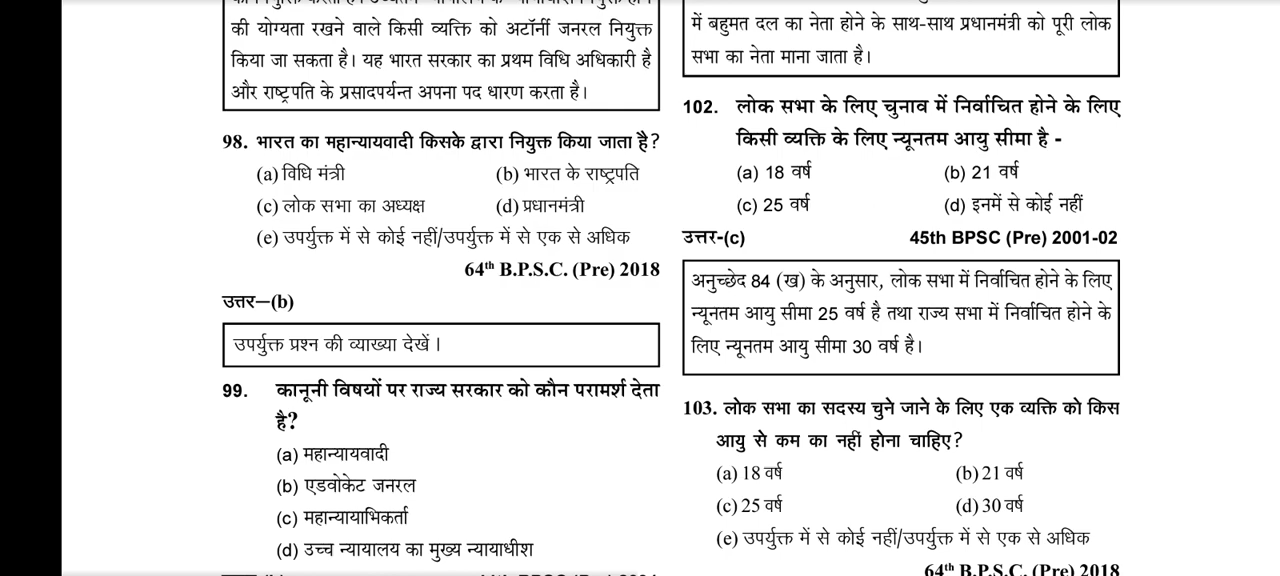 की योग्यता रखने वाले किसी व्यक्ति को अटॉर्नी जनरल नियुक्त
किया जा सकता है। यह भारत सरकार का प्रथम विधि अधिकारी है
और राष्ट्रपति के प्रसादपर्यन्त अपना पद धारण करता है।
98. भारत का महान्यायवादी किसके द्वारा नियुक्त किया जाता है?
(a) विधि मंत्री (b) भारत के राष्ट्रपति
(c) लोक सभा का अध्यक्ष (d) प्रधानमंत्री
(e) उपर्युक्त में से कोई नहीं/उपर्युक्त में से एक से अधिक
64th B.P.S.C. (Pre) 2018
उत्तर—(b)
उपर्युक्त प्रश्न की व्याख्या देखें ।
99. कानूनी विषयों पर राज्य सरकार को कौन परामर्श देता
है?
(a) महान्यायवादी
(b) एडवोकेट जनरल
(c) महान्यायाभिकर्ता
(d) उच्च न्यायालय का मुख्य न्यायाधीश
में बहुमत दल का नेता होने के साथ-साथ प्रधानमंत्री को पूरी लोक
सभा का नेता माना जाता है।
102. लोक सभा के लिए चुनाव में निर्वाचित होने के लिए
किसी व्यक्ति के लिए न्यूनतम आयु सीमा है -
(a) 18 वर्ष (b) 21 वर्ष
(c) 25 वर्ष (d) इनमें से कोई नहीं
उत्तर-(c) 45th BPSC (Pre) 2001-02
अनुच्छेद 84 (ख) के अनुसार, लोक सभा में निर्वाचित होने के लिए
न्यूनतम आयु सीमा 25 वर्ष है तथा राज्य सभा में निर्वाचित होने के
लिए न्यूनतम आयु सीमा 30 वर्ष है।
103. लोक सभा का सदस्य चुने जाने के लिए एक व्यक्ति को किस
आयु से कम का नहीं होना चाहिए?
(a) 18 वर्ष (b) 21 वर्ष
(c) 25 वर्ष (d) 30 वर्ष
(e) उपर्युक्त में से कोई नहीं/उपर्युक्त में से एक से अधिक
64th B.P.S.C. (Pre) 2018